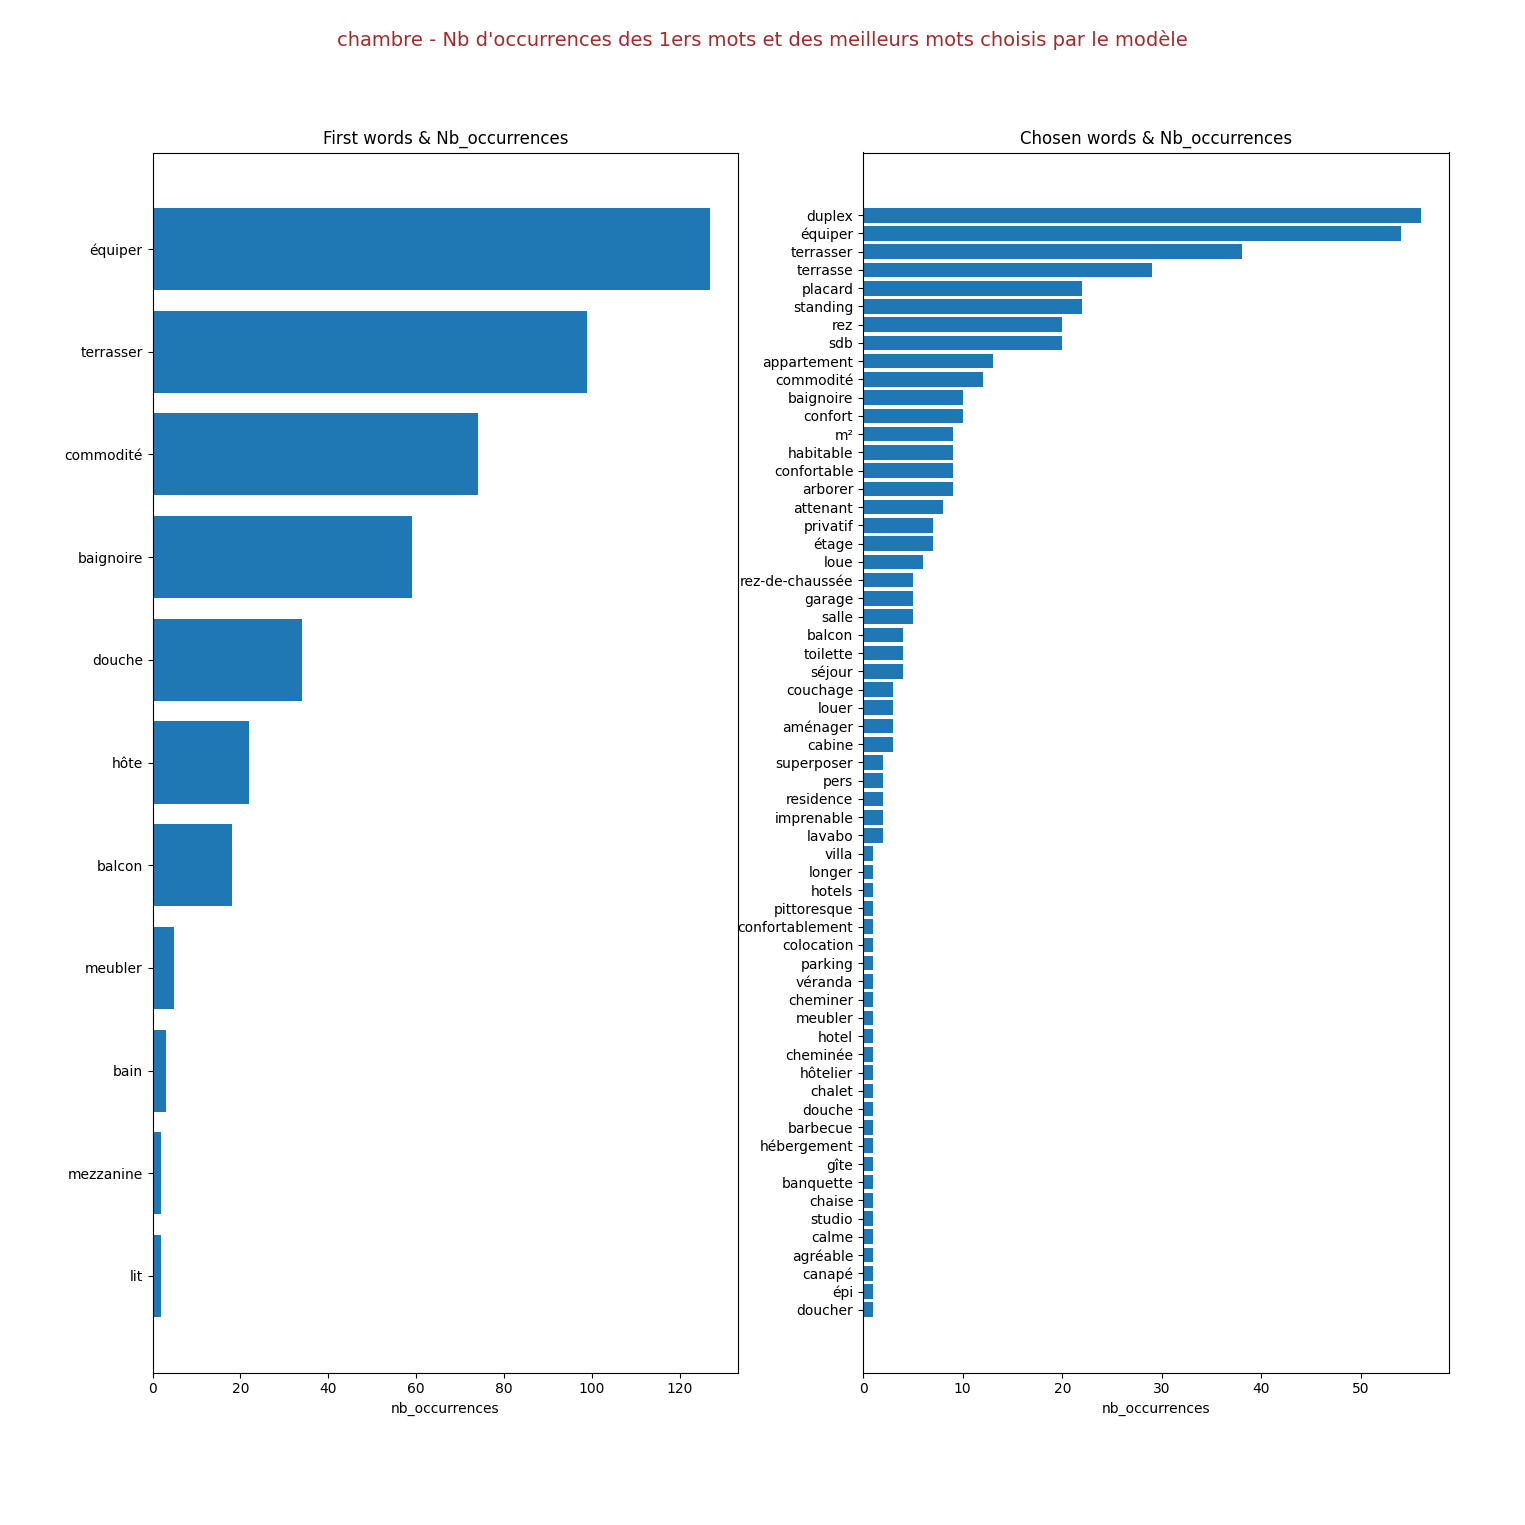 chambre - Nb d'occurrences des 1ers mots et des meilleurs mots choisis par le modèle
First words & Nb_occurrences
équiper
terrasser
commodité
baignoire
douche
hôte
balcon
meubler
bain
mezzanine
lit
0 20 40 60 80 100 120
nb_occurrences
Chosen words & Nb_occurrences
duplex
équiper
terrasser
terrasse
placard
standing
rez
sdb
appartement
commodité
baignoire
confort
m²
habitable
confortable
arborer
attenant
privatif
étage
loue
rez-de-chaussée
garage
salle
balcon
toilette
séjour
couchage
louer
aménager
cabine
superposer
pers
residence
imprenable
lavabo
villa
longer
hotels
pittoresque
confortablement
colocation
parking
véranda
cheminer
meubler
hotel
cheminée
hôtelier
chalet
douche
barbecue
hébergement
gîte
banquette
chaise
studio
calme
agréable
canapé
épi
doucher
0 10 20 30 40 50
nb_occurrences